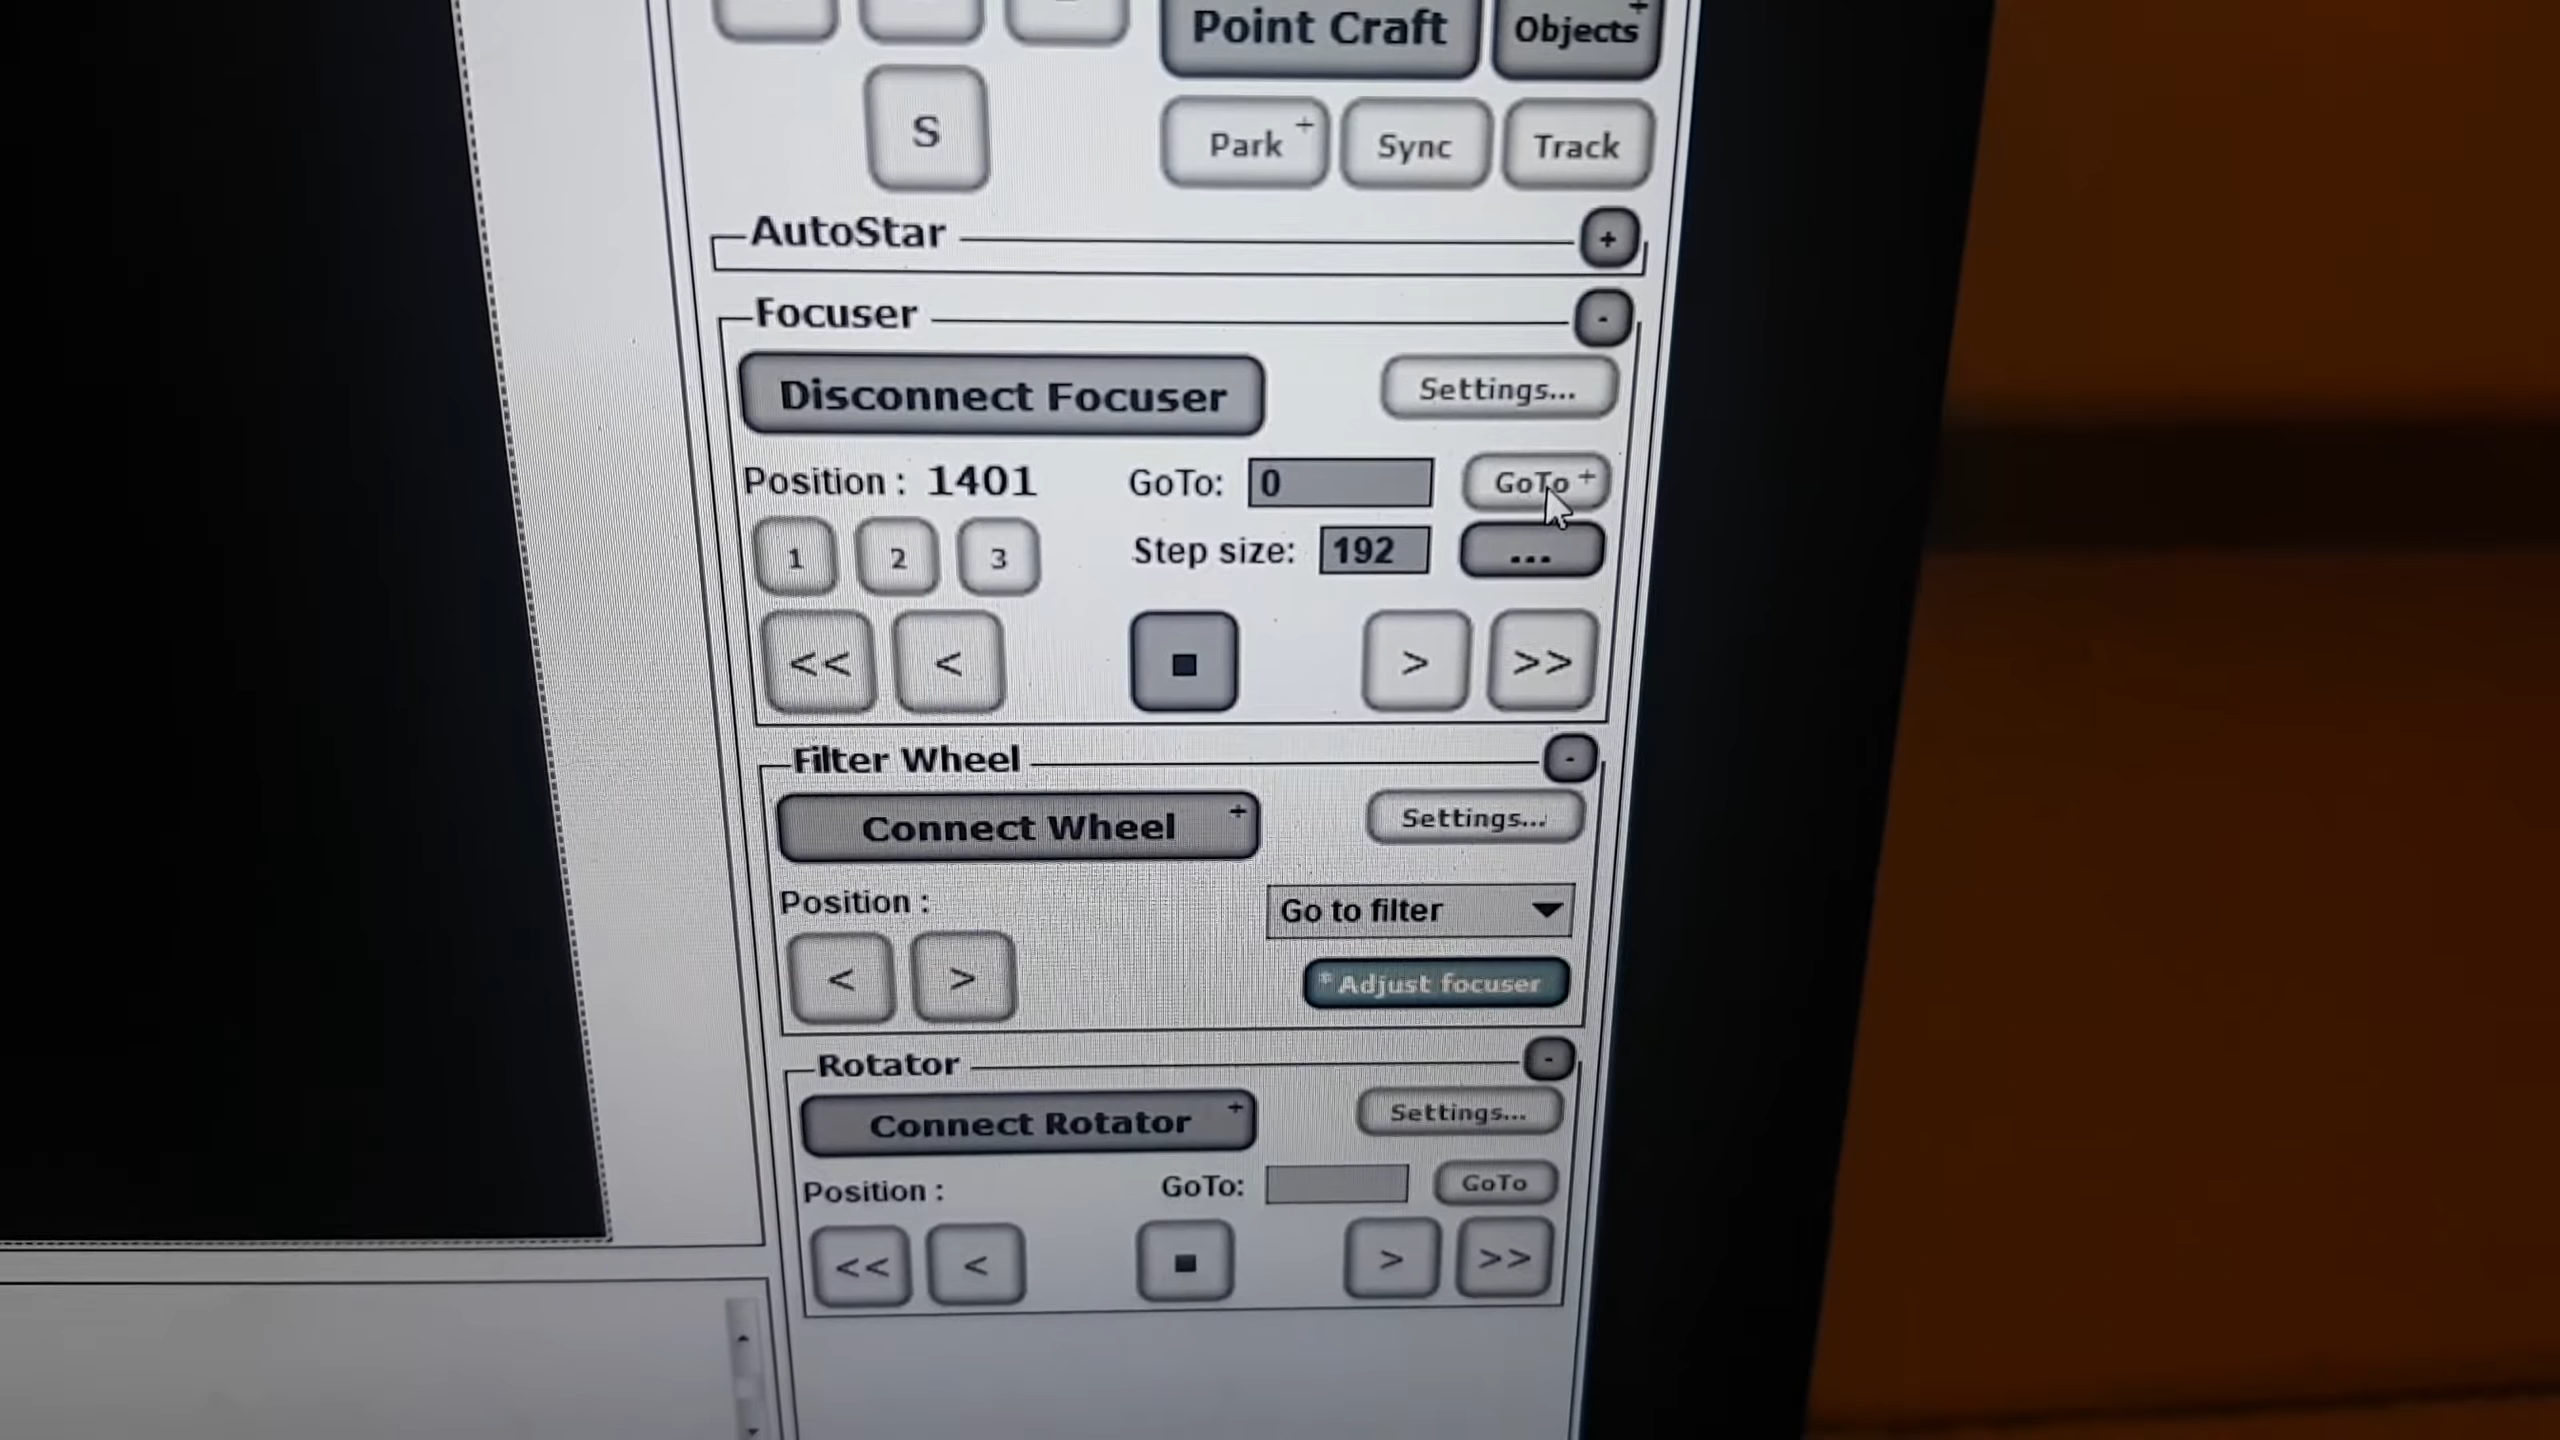 Point Craft
Objects+
S
Park+ Sync Track
AutoStar +
Focuser -
Disconnect Focuser Settings...
Position : 1401 GoTo: 0 GoTo+
1 2 3 Step size: 192 ...
<< < ■ > >>
Filter Wheel -
Connect Wheel+ Settings...
Position : Go to filter
< > * Adjust focuser
Rotator -
Connect Rotator+ Settings...
Position : GoTo: GoTo
<< < ■ > >>